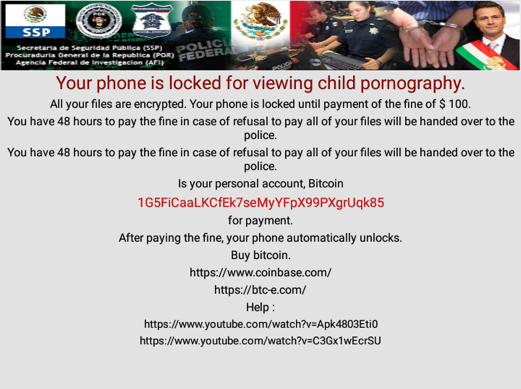 SSP
Secretaría de Seguridad Pública (SSP)
Procuraduría General de la República (PGR)
Agencia Federal de Investigación (AFI)
POLICIA
FEDERAL
Your phone is locked for viewing child pornography.
All your files are encrypted. Your phone is locked until payment of the fine of $ 100.
You have 48 hours to pay the fine in case of refusal to pay all of your files will be handed over to the
police.
You have 48 hours to pay the fine in case of refusal to pay all of your files will be handed over to the
police.
Is your personal account, Bitcoin
1G5FiCaaLKCfEk7seMyYFpX99PXgrUqk85
for payment.
After paying the fine, your phone automatically unlocks.
Buy bitcoin.
https://www.coinbase.com/
https://btc-e.com/
Help :
https://www.youtube.com/watch?v=Apk4803Eti0
https://www.youtube.com/watch?v=C3Gx1wEcrSU